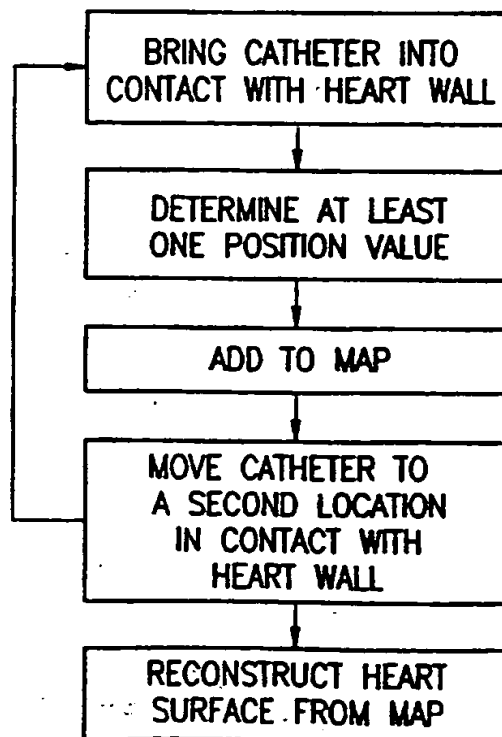 BRING CATHETER INTO
CONTACT WITH HEART WALL
DETERMINE AT LEAST
ONE POSITION VALUE
ADD TO MAP
MOVE CATHETER TO
A SECOND LOCATION
IN CONTACT WITH
HEART WALL
RECONSTRUCT HEART
SURFACE FROM MAP